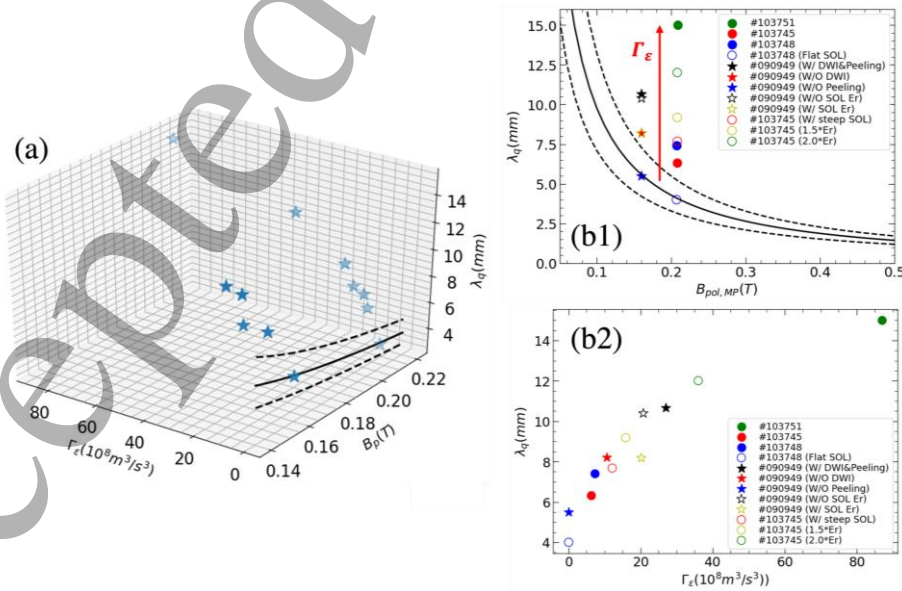 (a)
14
12
10
8
6
4
λq(mm)
80
60
40
20
0
Γε(10⁸m³/s³)
0.14
0.16
0.18
0.20
0.22
Bp(T)
15.0
12.5
10.0
7.5
5.0
2.5
0.0
λq(mm)
Γε
(b1)
#103751
#103745
#103748
#103748 (Flat SOL)
#090949 (W/ DWI&Peeling)
#090949 (W/O DWI)
#090949 (W/O Peeling)
#090949 (W/O SOL Er)
#090949 (W/ SOL Er)
#103745 (W/ steep SOL)
#103745 (1.5*Er)
#103745 (2.0*Er)
0.1 0.2 0.3 0.4 0.5
Bpol,MP(T)
14
12
10
8
6
4
λq(mm)
(b2)
#103751
#103745
#103748
#103748 (Flat SOL)
#090949 (W/ DWI&Peeling)
#090949 (W/O DWI)
#090949 (W/O Peeling)
#090949 (W/O SOL Er)
#090949 (W/ SOL Er)
#103745 (W/ steep SOL)
#103745 (1.5*Er)
#103745 (2.0*Er)
0 20 40 60 80
Γε(10⁸m³/s³))
cepted